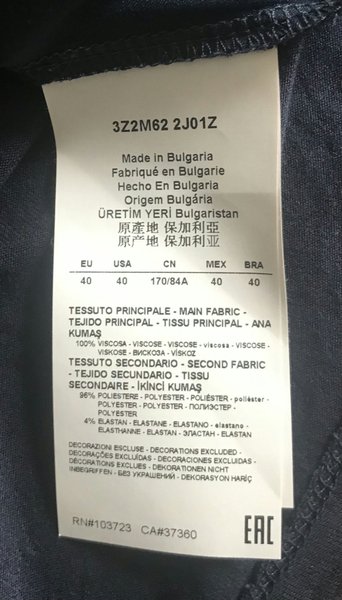 3Z2M62 2J01Z
Made in Bulgaria
Fabriqué en Bulgarie
Hecho En Bulgaria
Origem Bulgária
ÜRETİM YERİ Bulgaristan
原產地 保加利亞
原产地 保加利亚
EU USA CN MEX BRA
40 40 170/84A 40 40
TESSUTO PRINCIPALE - MAIN FABRIC -
TEJIDO PRINCIPAL - TISSU PRINCIPAL - ANA
KUMAŞ
100% VISCOSA - VISCOSE - VISCOSE - viscosa - VISCOSE -
VISKOSE - ВИСКОЗА - VİSKOZ
TESSUTO SECONDARIO - SECOND FABRIC
- TEJIDO SECUNDARIO - TISSU
SECONDAIRE - İKİNCİ KUMAŞ
96% POLIESTERE - POLYESTER - POLIÉSTER - poliéster -
POLYESTER - POLYESTER - ПОЛИЭСТЕР -
POLYESTER
4% ELASTAN - ELASTANE - ELASTANO - elastano -
ELASTHANNE - ELASTAN - ЭЛАСТАН - ELASTAN
DECORAZIONI ESCLUSE - DECORATIONS EXCLUDED -
DECORAÇÕES EXCLUÍDAS - DECORACIONES EXCLUIDAS -
DÉCORATIONS EXCLUES - DEKORATIONEN NICHT
INBEGRIFFEN - БЕЗ УКРАШЕНИЙ - DEKORASYON HARİÇ
RN#103723 CA#37360
EAC